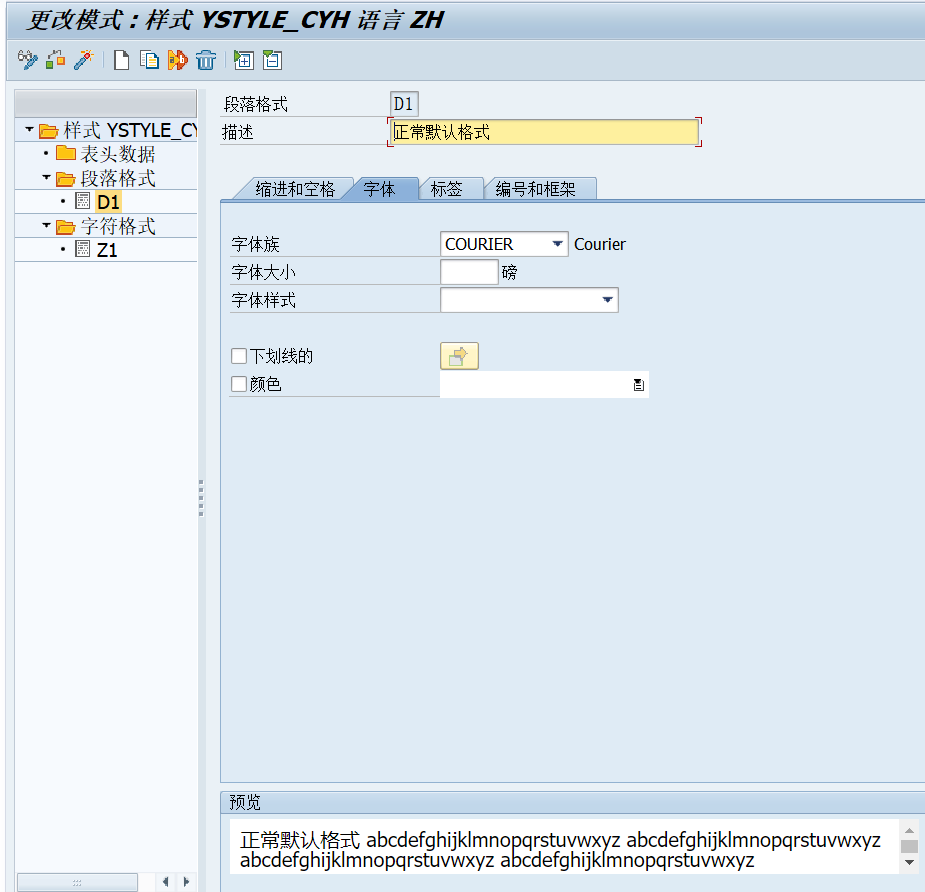 更改模式：样式 YSTYLE_CYH 语言 ZH
样式 YSTYLE_CY
表头数据
段落格式
D1
字符格式
Z1
段落格式 D1
描述 正常默认格式
缩进和空格 字体 标签 编号和框架
字体族 COURIER Courier
字体大小 磅
字体样式
下划线的
颜色
预览
正常默认格式 abcdefghijklmnopqrstuvwxyz abcdefghijklmnopqrstuvwxyz
abcdefghijklmnopqrstuvwxyz abcdefghijklmnopqrstuvwxyz